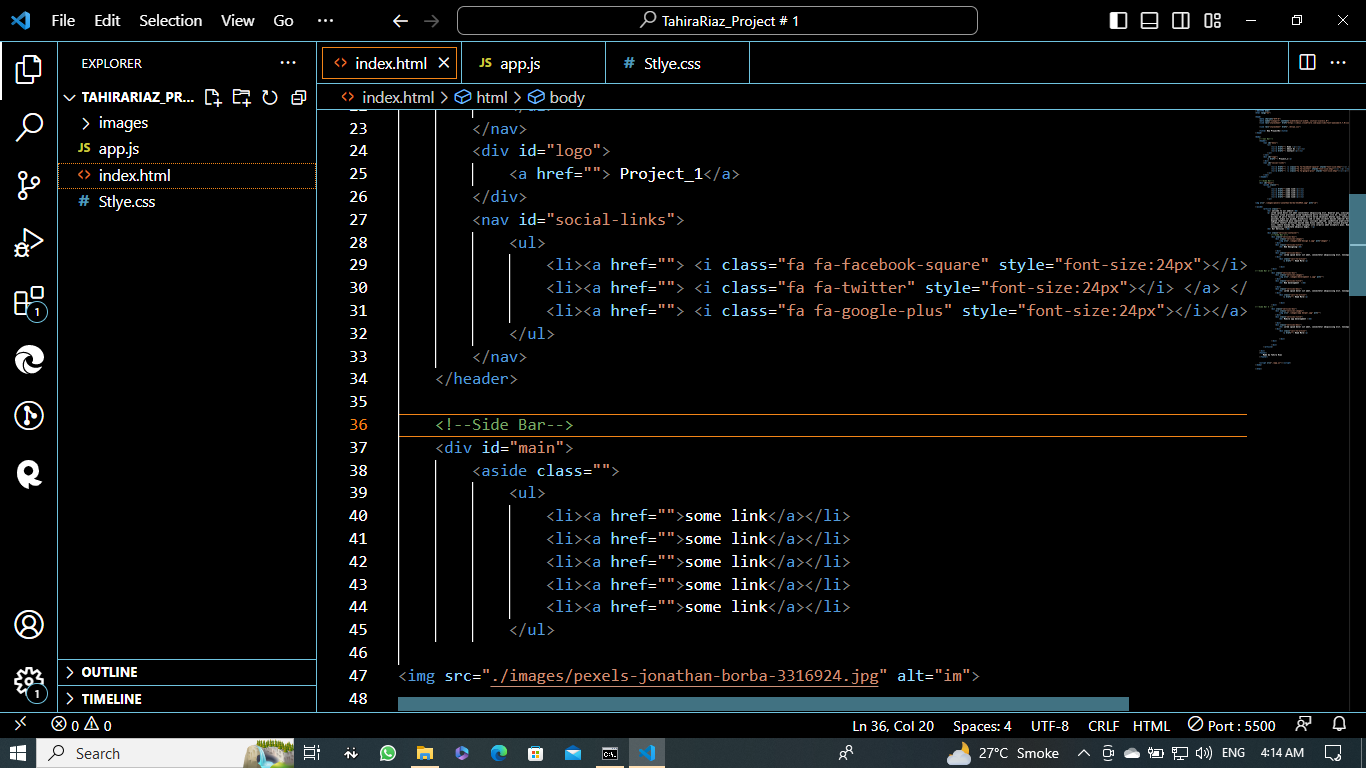 File Edit Selection View Go ···
TahiraRiaz_Project # 1
EXPLORER ···
TAHIRARIAZ_PR...
images
JS app.js
<> index.html
# Stlye.css
OUTLINE
TIMELINE
1
1
<> index.html ×
JS app.js
# Stlye.css
···
<> index.html > html > body
23 </nav>
24 <div id="logo">
25 <a href=""> Project_1</a>
26 </div>
27 <nav id="social-links">
28 <ul>
29 <li><a href=""> <i class="fa fa-facebook-square" style="font-size:24px"></i>
30 <li><a href=""> <i class="fa fa-twitter" style="font-size:24px"></i> </a> </
31 <li><a href=""> <i class="fa fa-google-plus" style="font-size:24px"></i></a>
32 </ul>
33 </nav>
34 </header>
35
36 <!--Side Bar-->
37 <div id="main">
38 <aside class="">
39 <ul>
40 <li><a href="">some link</a></li>
41 <li><a href="">some link</a></li>
42 <li><a href="">some link</a></li>
43 <li><a href="">some link</a></li>
44 <li><a href="">some link</a></li>
45 </ul>
46
47 <img src="./images/pexels-jonathan-borba-3316924.jpg" alt="im">
48
0 0 Ln 36, Col 20 Spaces: 4 UTF-8 CRLF HTML Port : 5500
Search 27°C Smoke ENG 4:14 AM